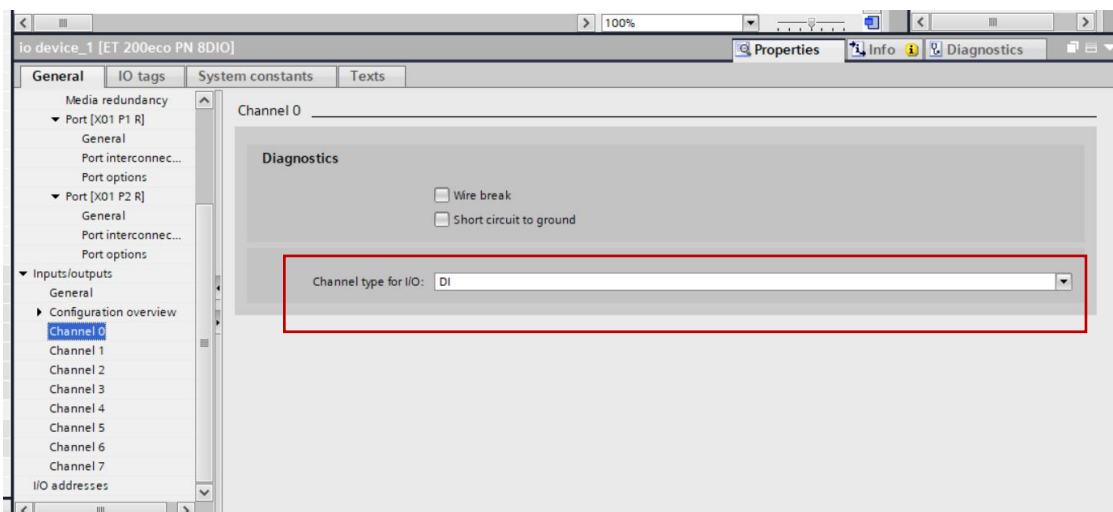 100%
io device_1 [ET 200eco PN 8DIO]
Properties
Info
Diagnostics
General
IO tags
System constants
Texts
Media redundancy
Port [X01 P1 R]
General
Port interconnec...
Port options
Port [X01 P2 R]
General
Port interconnec...
Port options
Inputs/outputs
General
Configuration overview
Channel 0
Channel 1
Channel 2
Channel 3
Channel 4
Channel 5
Channel 6
Channel 7
I/O addresses
Channel 0
Diagnostics
Wire break
Short circuit to ground
Channel type for I/O: DI